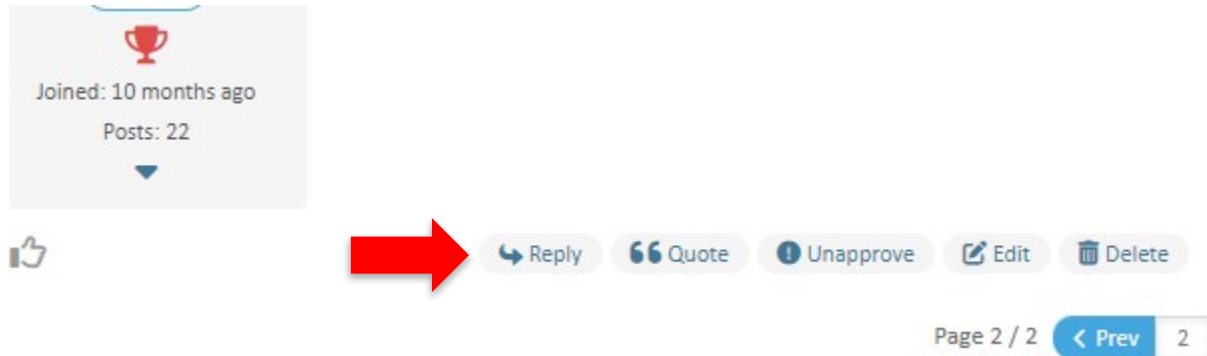 Joined: 10 months ago
Posts: 22
Reply Quote Unapprove Edit Delete
Page 2 / 2 Prev 2